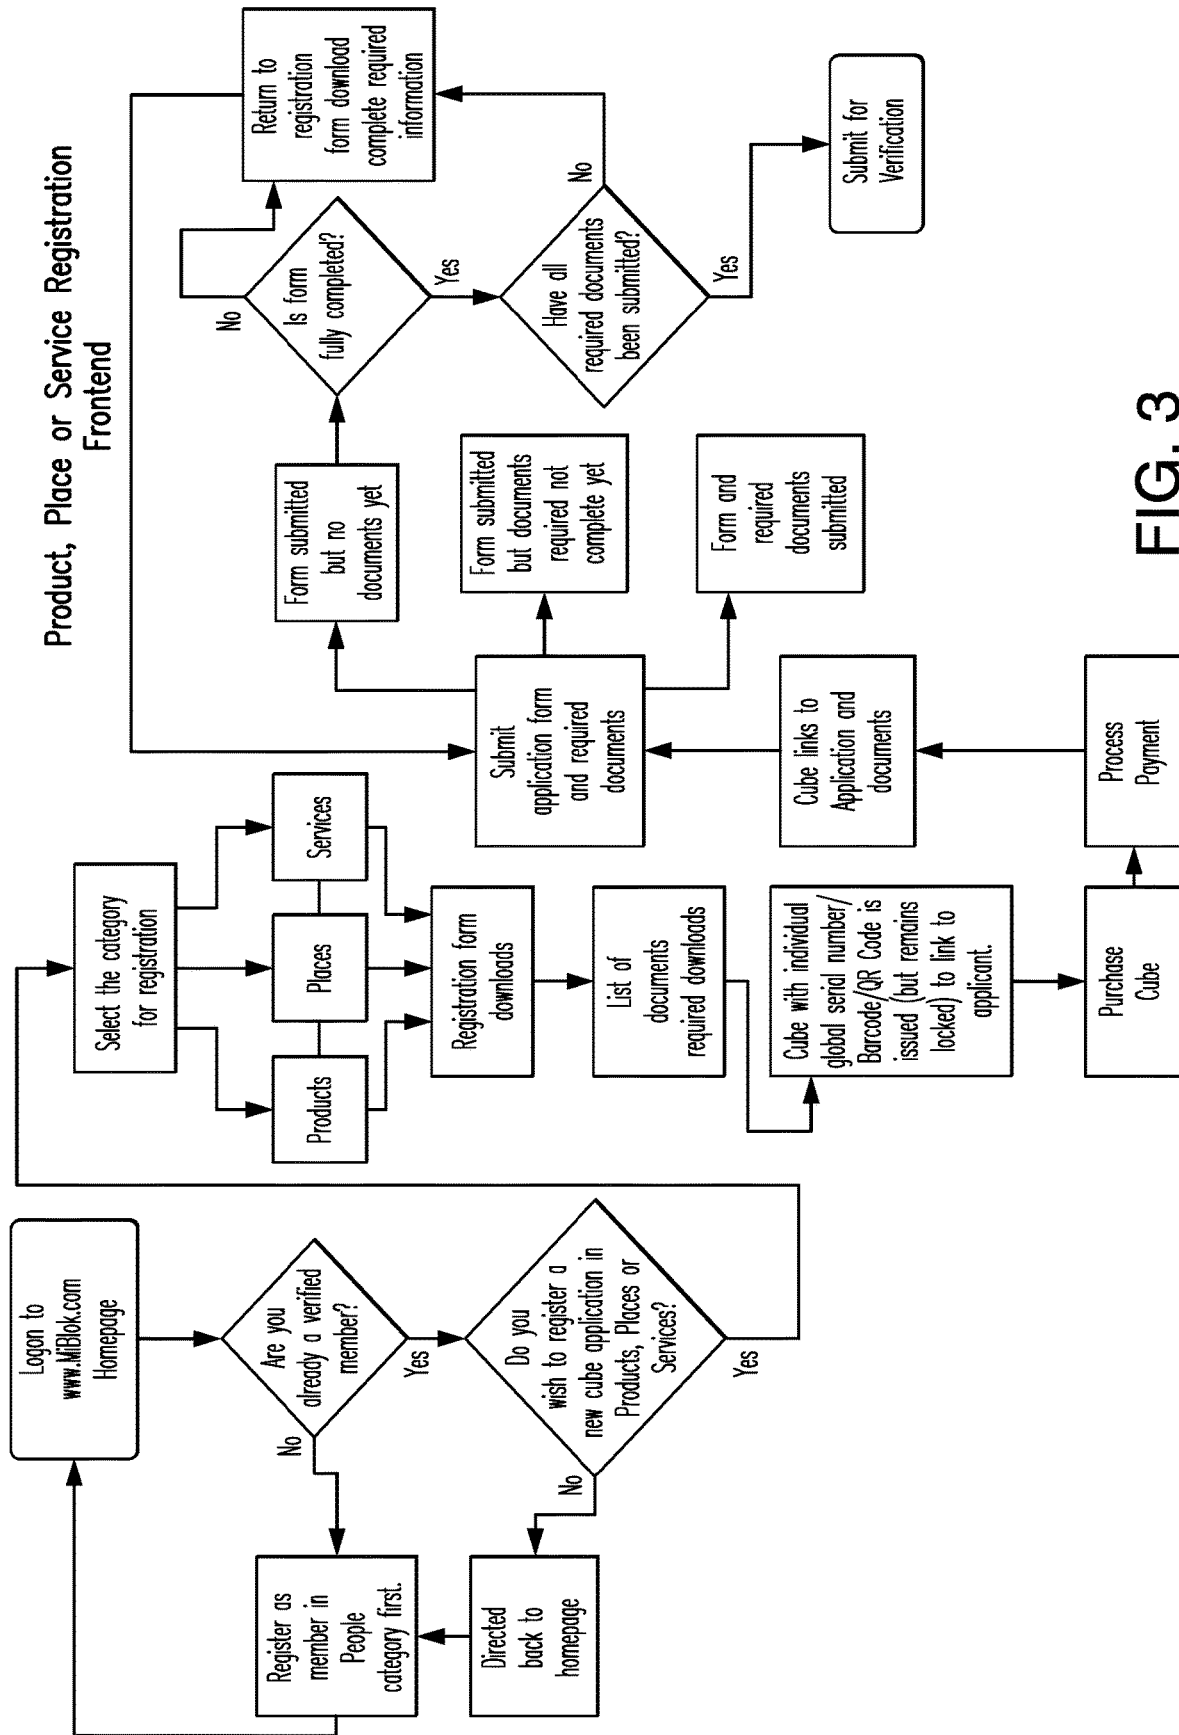 Product, Place or Service Registration
Frontend
Logon to
www.MiBlok.com
Homepage
Are you
already a verified
member?
No
Yes
Register as
member in
People
category first.
Do you
wish to register a
new cube application in
Products, Places or
Services?
No
Yes
Directed
back to
homepage
Select the category
for registration
Products
Places
Services
Registration form
downloads
List of
documents
required downloads
Cube with individual
global serial number/
Barcode/QR Code is
issued (but remains
locked) to link to
applicant.
Purchase
Cube
Process
Payment
Cube links to
Application and
documents
Submit
application form
and required
documents
Form submitted
but no
documents yet
Form submitted
but documents
required not
complete yet
Form and
required
documents
submitted
Is form
fully completed?
No
Yes
Return to
registration
form download
complete required
information
Have all
required documents
been submitted?
No
Yes
Submit for
Verification
FIG. 3